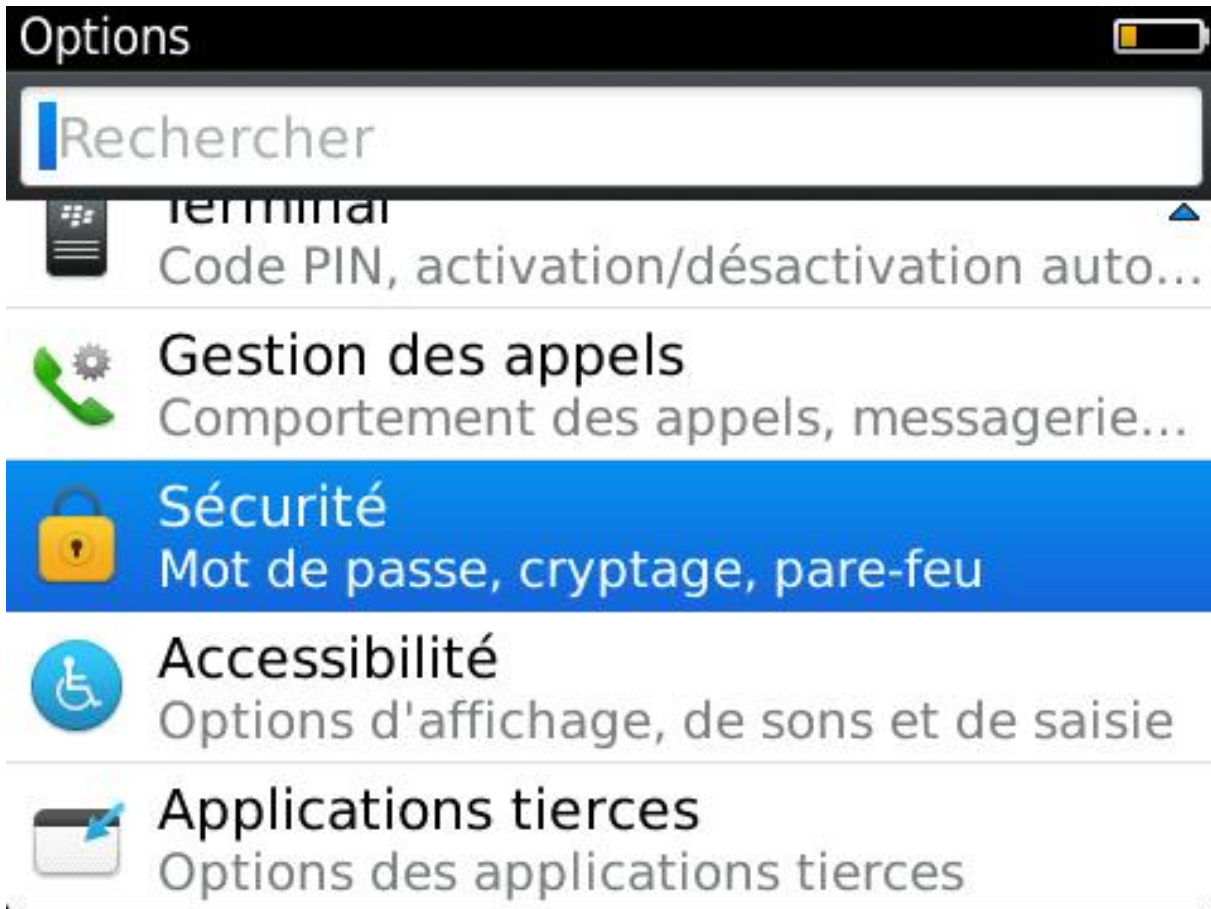 Options
Rechercher
Terminal
Code PIN, activation/désactivation auto...
Gestion des appels
Comportement des appels, messagerie...
Sécurité
Mot de passe, cryptage, pare-feu
Accessibilité
Options d'affichage, de sons et de saisie
Applications tierces
Options des applications tierces